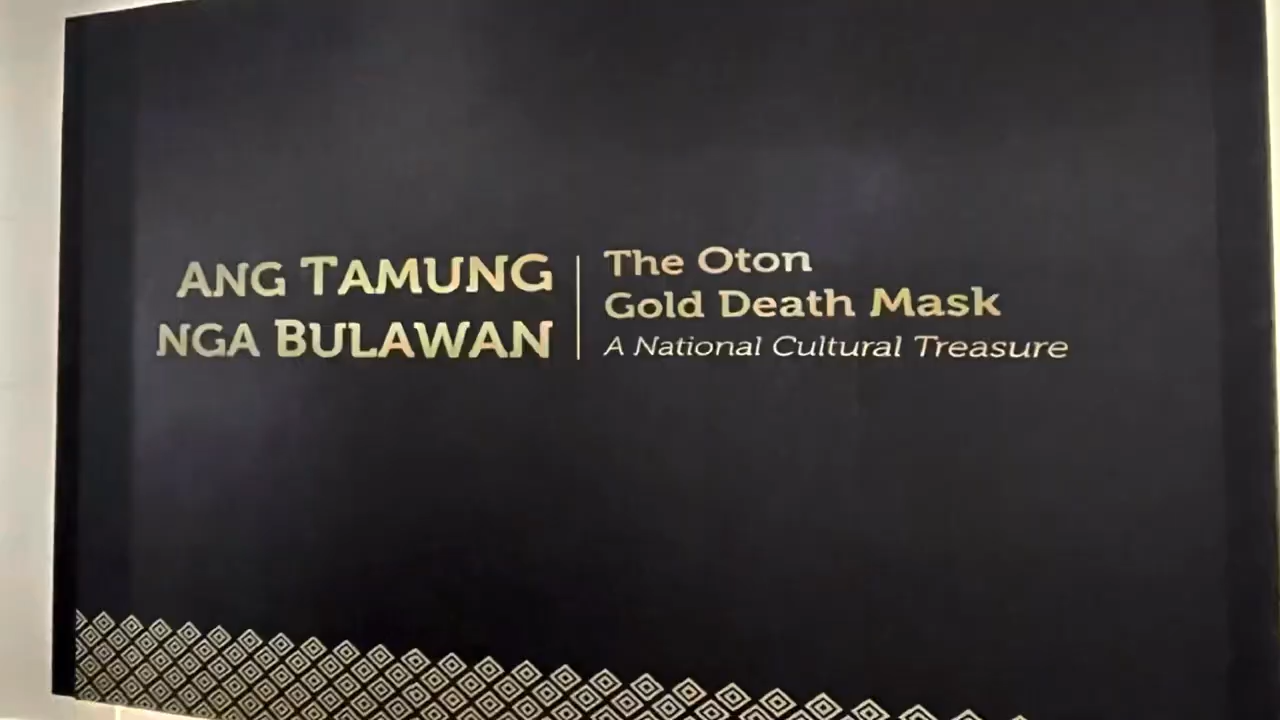 ANG TAMUNG
NGA BULAWAN
The Oton
Gold Death Mask
A National Cultural Treasure